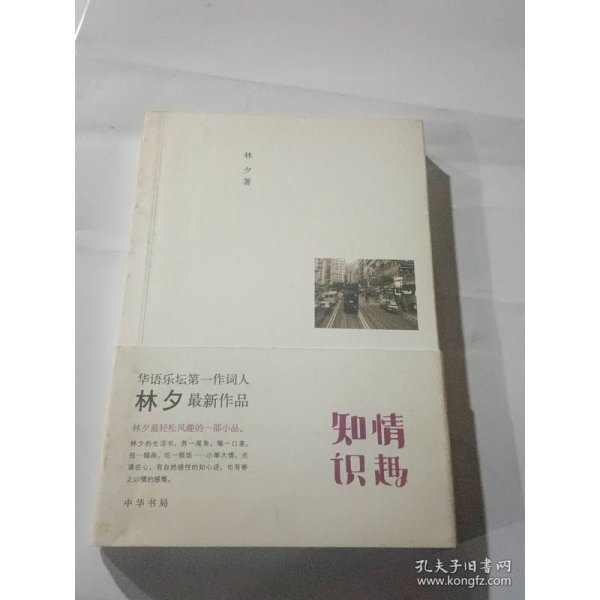 林夕著
华语乐坛第一作词人
林夕最新作品
林夕最轻松风趣的一部小品。
林夕的生活书，养一尾鱼，喝一口茶，
挂一幅画，吃一顿饭……小事大情，点
滴在心，有自然感性的知心话，也有寄
之以情的感慨。
中华书局
情趣
知识
孔夫子旧书网
www.kongfz.com